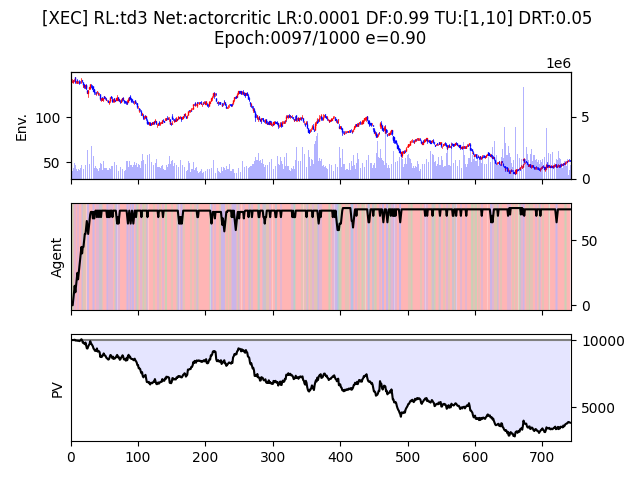 [XEC] RL:td3 Net:actorcritic LR:0.0001 DF:0.99 TU:[1,10] DRT:0.05
Epoch:0097/1000 e=0.90
1e6
Env.
100
50
5
0
Agent
50
0
PV
10000
5000
0 100 200 300 400 500 600 700